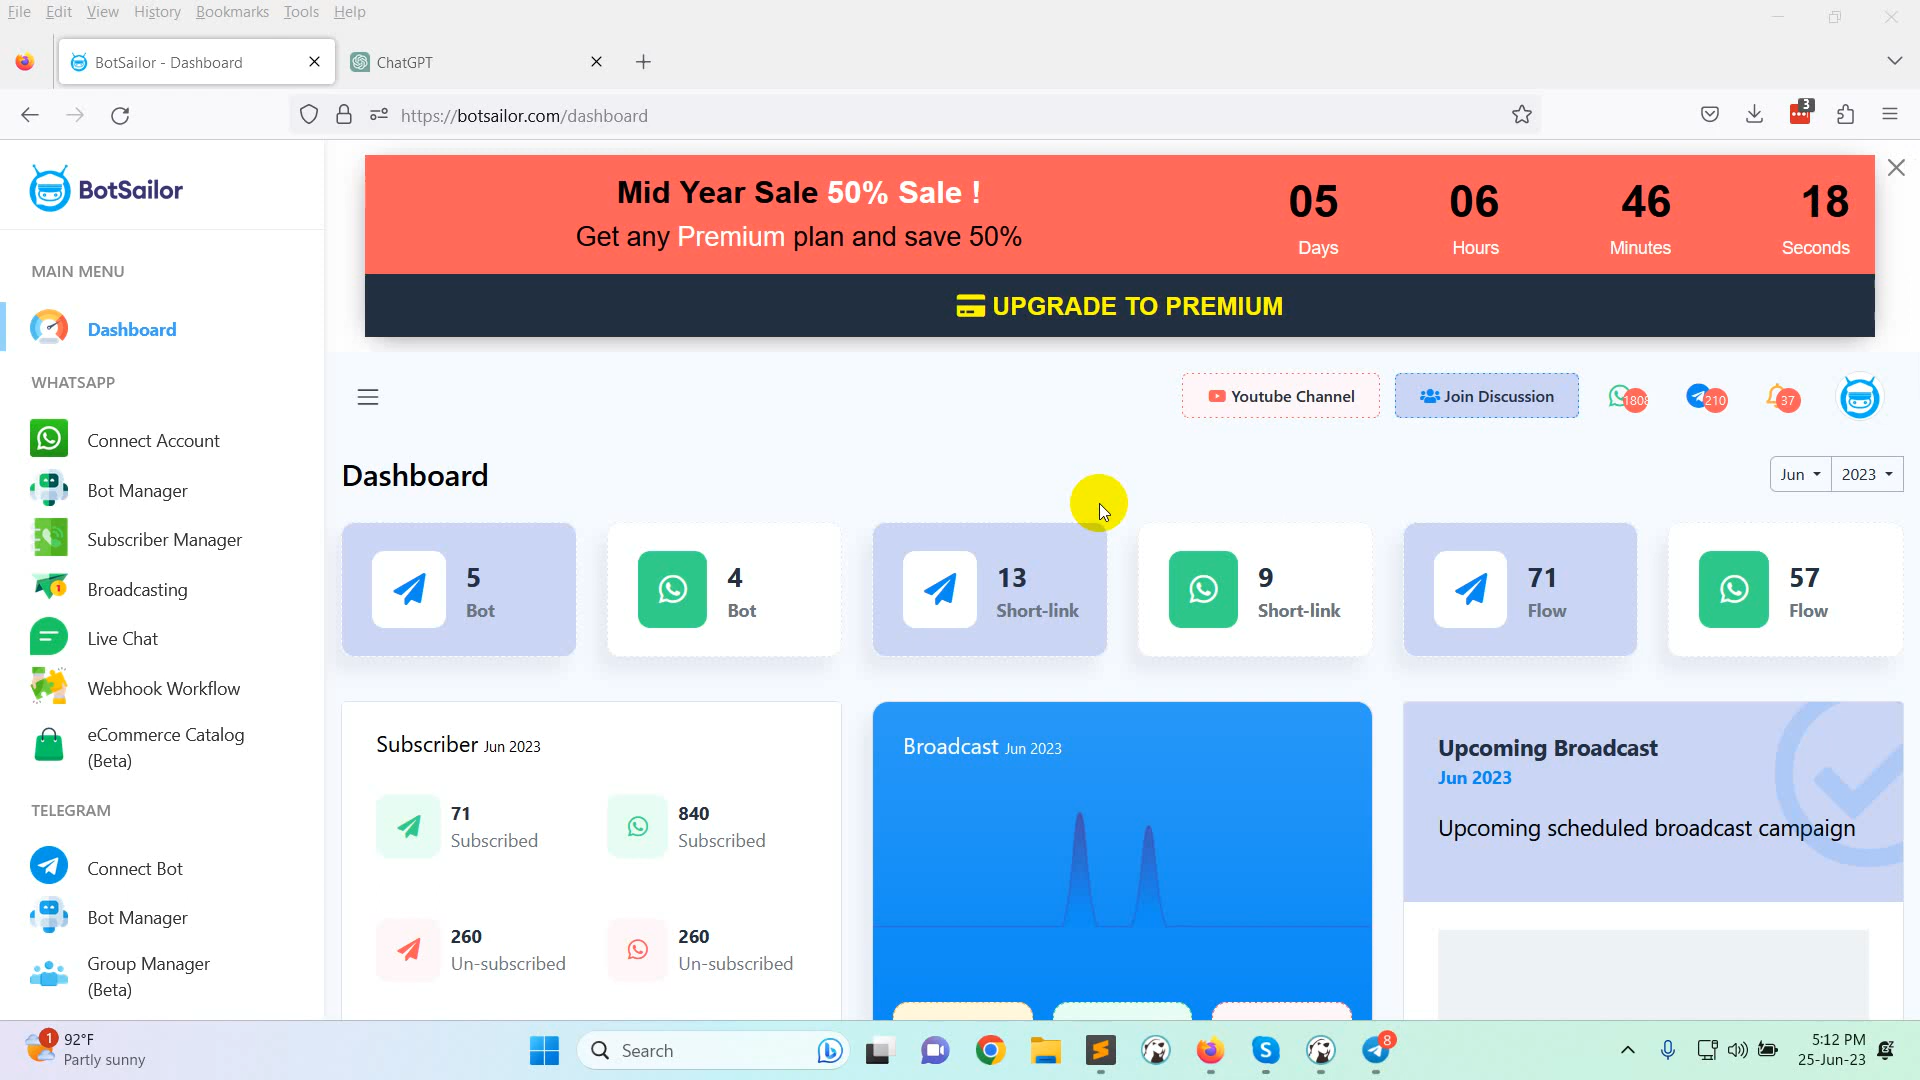 File Edit View History Bookmarks Tools Help
BotSailor - Dashboard
ChatGPT
3
https://botsailor.com/dashboard
BotSailor
Mid Year Sale 50% Sale !
Get any Premium plan and save 50%
05 06 46 18
Days Hours Minutes Seconds
UPGRADE TO PREMIUM
MAIN MENU
Dashboard
WHATSAPP
Connect Account
Bot Manager
Subscriber Manager
Broadcasting
Live Chat
Webhook Workflow
eCommerce Catalog
(Beta)
TELEGRAM
Connect Bot
Bot Manager
Group Manager
(Beta)
Youtube Channel
Join Discussion
1808
210
37
Dashboard
Jun
2023
5
Bot
4
Bot
13
Short-link
9
Short-link
71
Flow
57
Flow
Subscriber Jun 2023
71
Subscribed
840
Subscribed
260
Un-subscribed
260
Un-subscribed
Broadcast Jun 2023
Upcoming Broadcast
Jun 2023
Upcoming scheduled broadcast campaign
1
92°F
Partly sunny
Search
8
5:12 PM
25-Jun-23